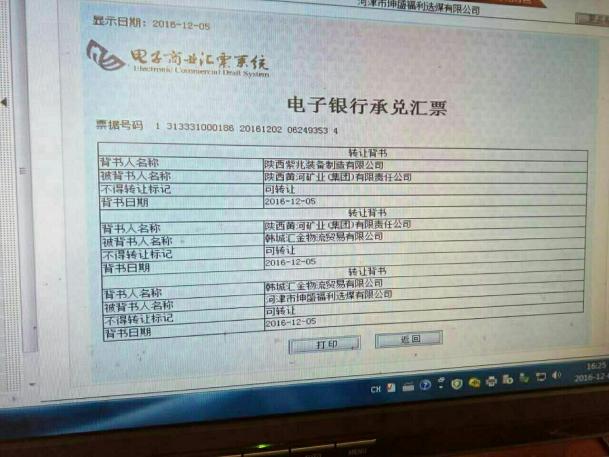 河津市坤盛福利选煤有限公司
显示日期：2016-12-05
电子商业汇票系统
Electronic Commercial Draft System
电子银行承兑汇票
票据号码 1 313331000186 20161202 06249353 4
转让背书
背书人名称 陕西紫兆装备制造有限公司
被背书人名称 陕西黄河矿业(集团)有限责任公司
不得转让标记 可转让
背书日期 2016-12-05
转让背书
背书人名称 陕西黄河矿业(集团)有限责任公司
被背书人名称 韩城汇金物流贸易有限公司
不得转让标记 可转让
背书日期 2016-12-05
转让背书
背书人名称 韩城汇金物流贸易有限公司
被背书人名称 河津市坤盛福利选煤有限公司
不得转让标记 可转让
背书日期 2016-12-05
打印 返回
CH
16:25
MENU